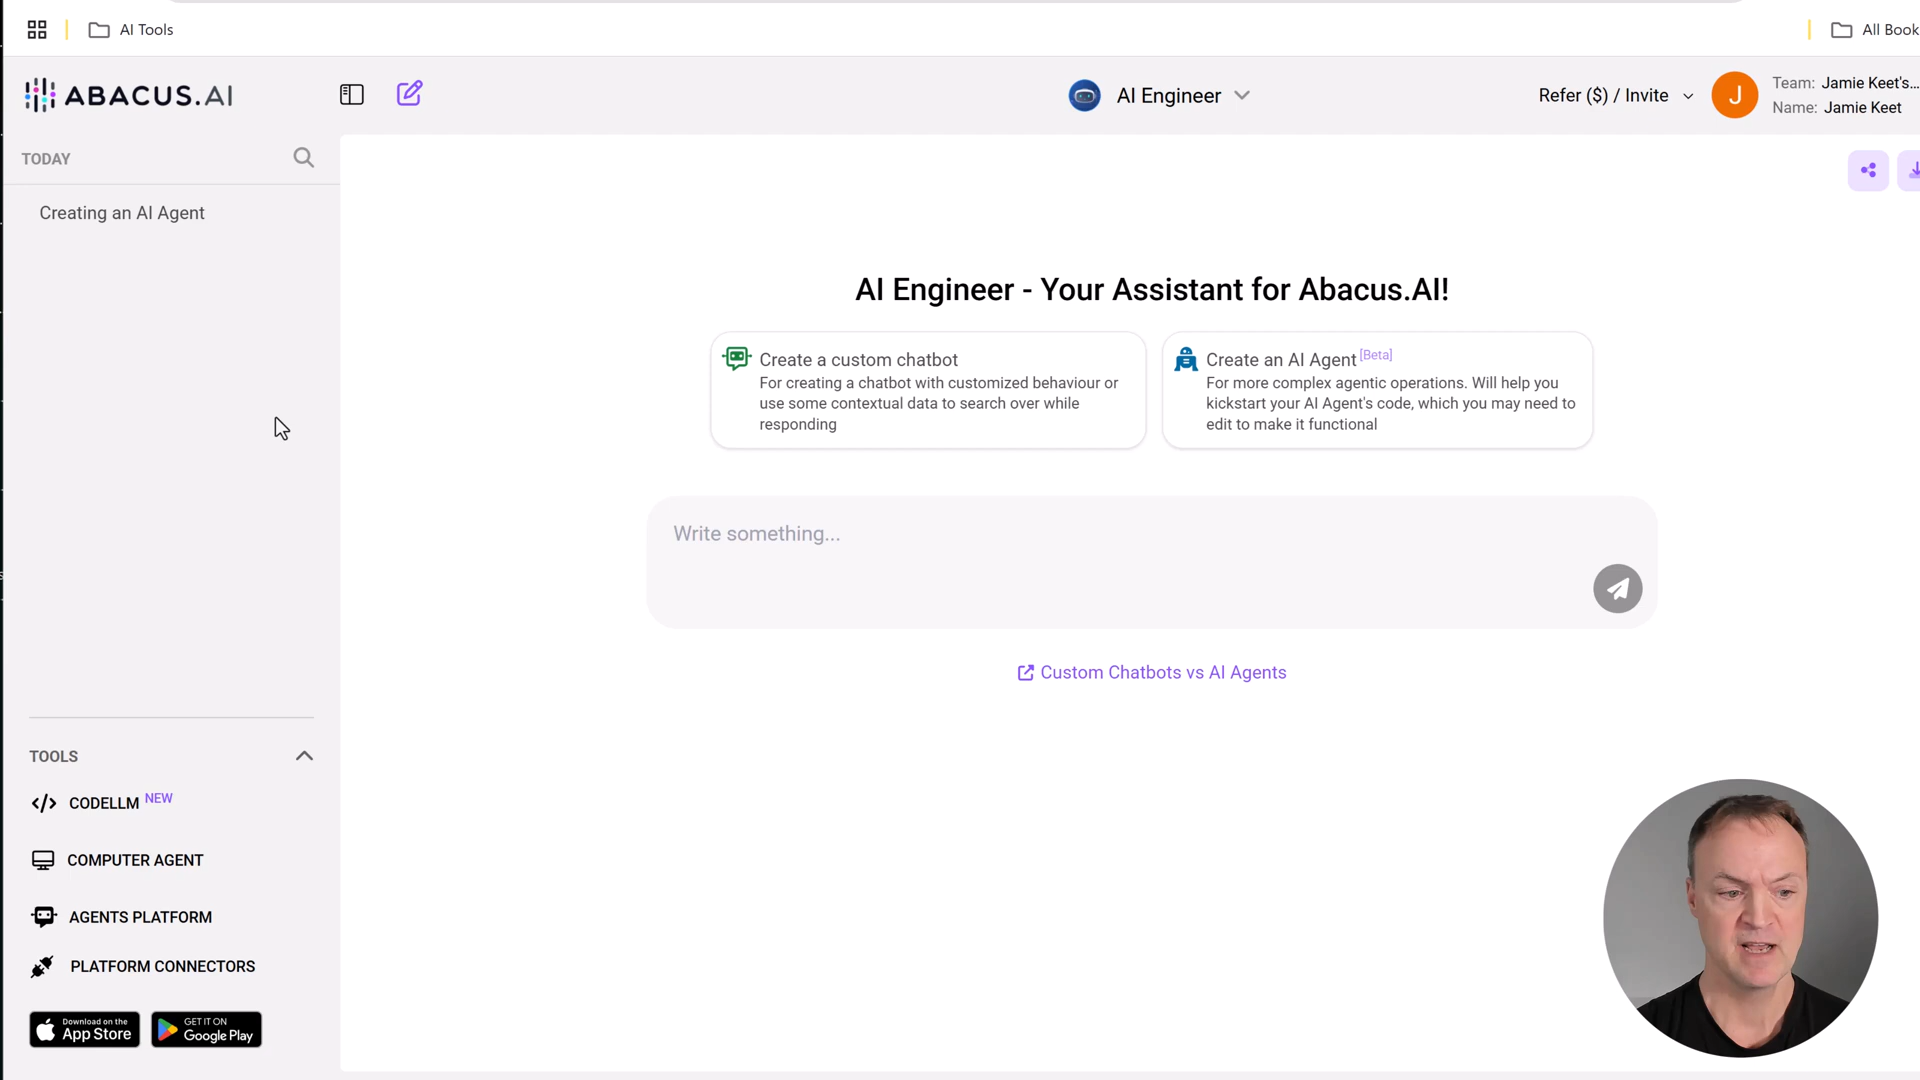 AI Tools
All Book
ABACUS.AI
AI Engineer
Refer ($) / Invite
J
Team: Jamie Keet's...
Name: Jamie Keet
TODAY
Creating an AI Agent
AI Engineer - Your Assistant for Abacus.AI!
Create a custom chatbot
For creating a chatbot with customized behaviour or
use some contextual data to search over while
responding
Create an AI Agent [Beta]
For more complex agentic operations. Will help you
kickstart your AI Agent's code, which you may need to
edit to make it functional
Write something...
Custom Chatbots vs AI Agents
TOOLS
CODELLM NEW
COMPUTER AGENT
AGENTS PLATFORM
PLATFORM CONNECTORS
Download on the
App Store
GET IT ON
Google Play